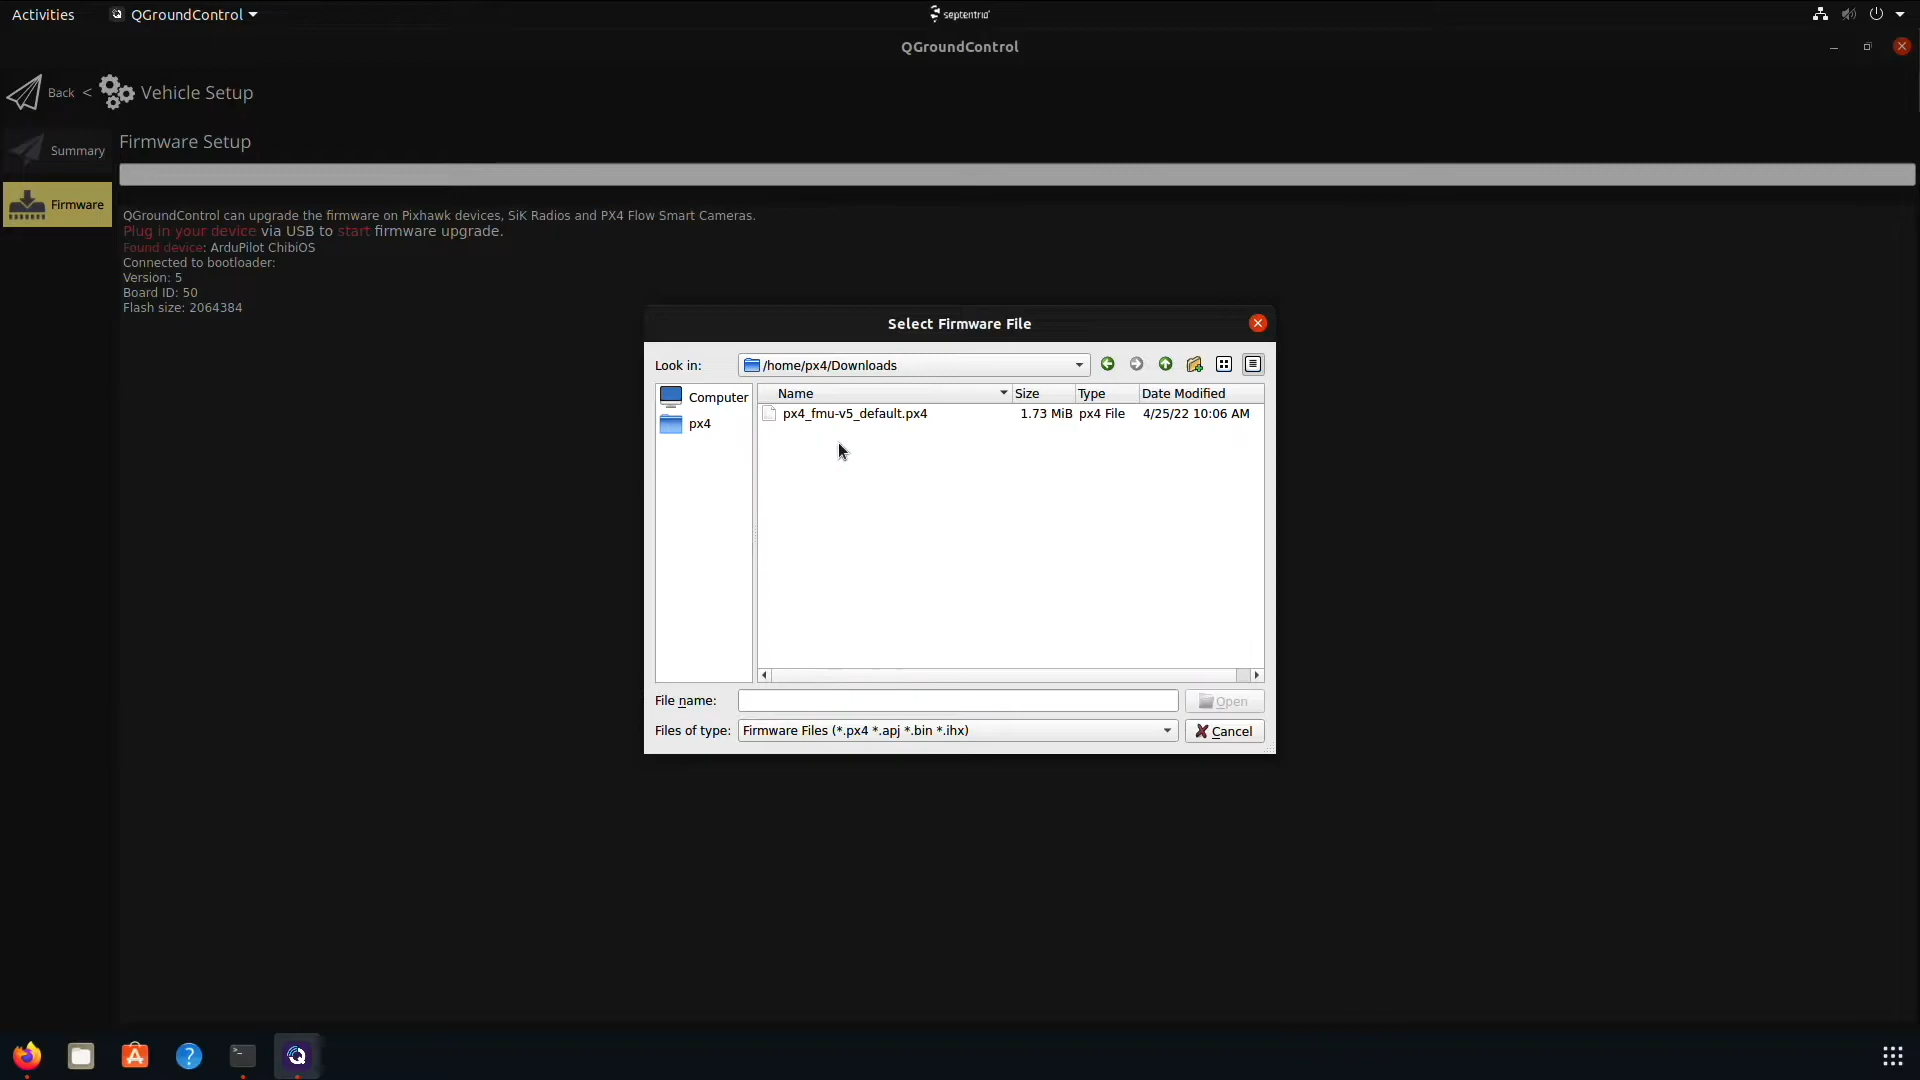 Activities
QGroundControl
septentrio
QGroundControl
Back < Vehicle Setup
Summary
Firmware
Firmware Setup
QGroundControl can upgrade the firmware on Pixhawk devices, SiK Radios and PX4 Flow Smart Cameras.
Plug in your device via USB to start firmware upgrade.
Found device: ArduPilot ChibiOS
Connected to bootloader:
Version: 5
Board ID: 50
Flash size: 2064384
Select Firmware File
Look in: /home/px4/Downloads
Computer
px4
Name Size Type Date Modified
px4_fmu-v5_default.px4 1.73 MiB px4 File 4/25/22 10:06 AM
File name:
Open
Files of type: Firmware Files (*.px4 *.apj *.bin *.ihx)
Cancel